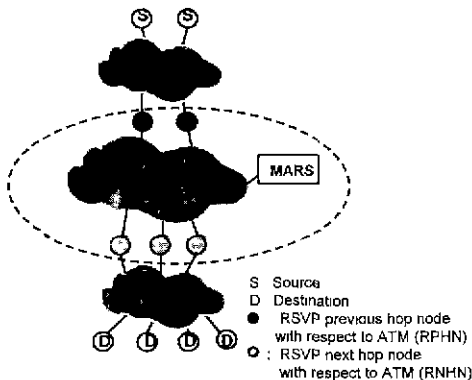 S S
MARS
S Source
D Destination
RSVP previous hop node
with respect to ATM (RPHN)
: RSVP next hop node
with respect to ATM (RNHN)
D D D D